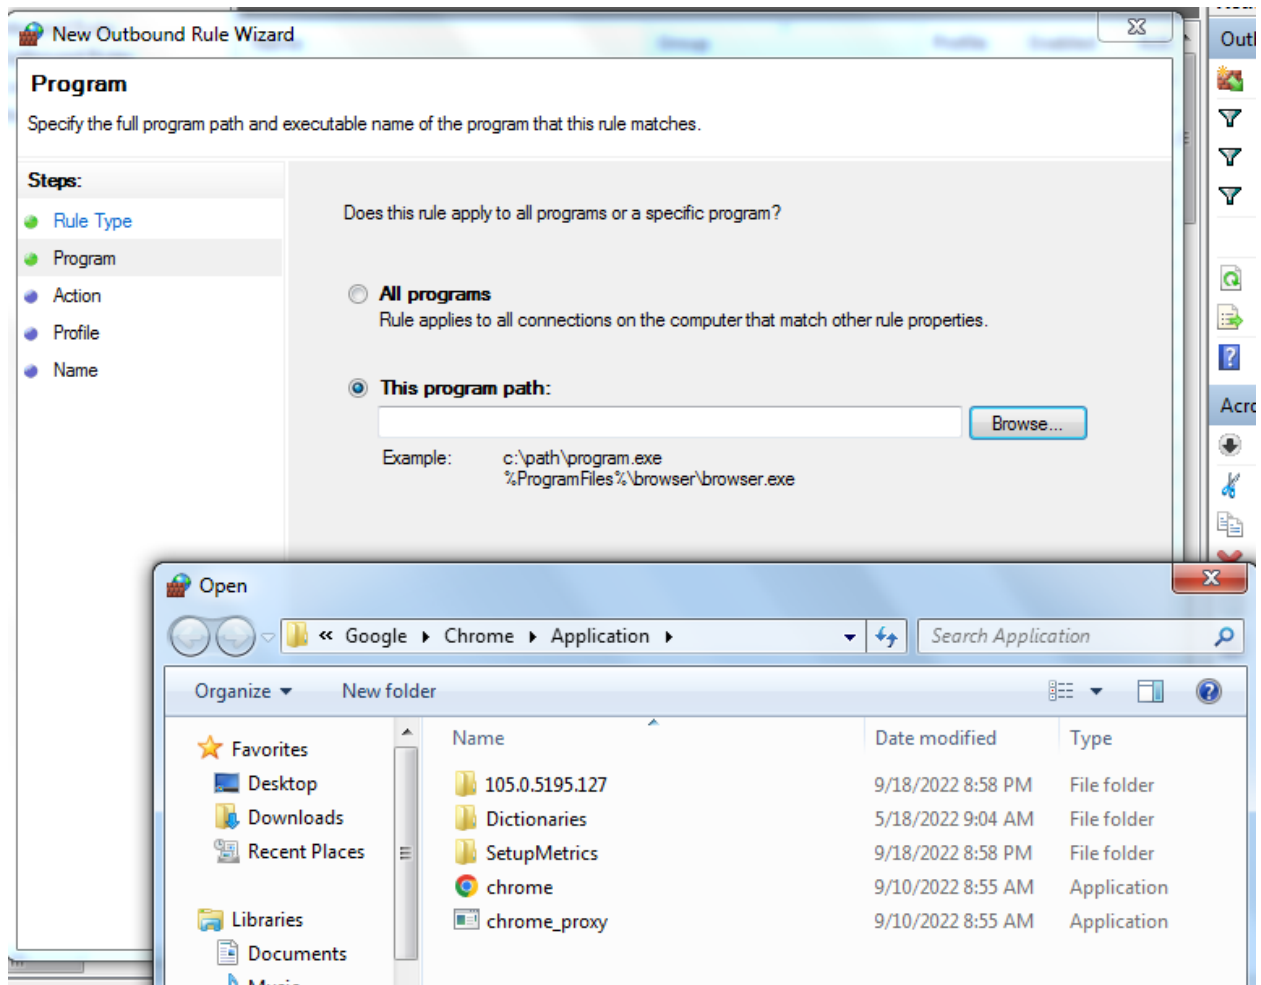 New Outbound Rule Wizard
Group
Profile Enabled
Program
Specify the full program path and executable name of the program that this rule matches.
Steps:
Rule Type
Program
Action
Profile
Name
Does this rule apply to all programs or a specific program?
All programs
Rule applies to all connections on the computer that match other rule properties.
This program path:
Browse...
Example: c:\path\program.exe
%ProgramFiles%\browser\browser.exe
Open
« Google Chrome Application
Search Application
Organize New folder
Name Date modified Type
Favorites
Desktop
Downloads
Recent Places
Libraries
Documents
Music
105.0.5195.127 9/18/2022 8:58 PM File folder
Dictionaries 5/18/2022 9:04 AM File folder
SetupMetrics 9/18/2022 8:58 PM File folder
chrome 9/10/2022 8:55 AM Application
chrome_proxy 9/10/2022 8:55 AM Application